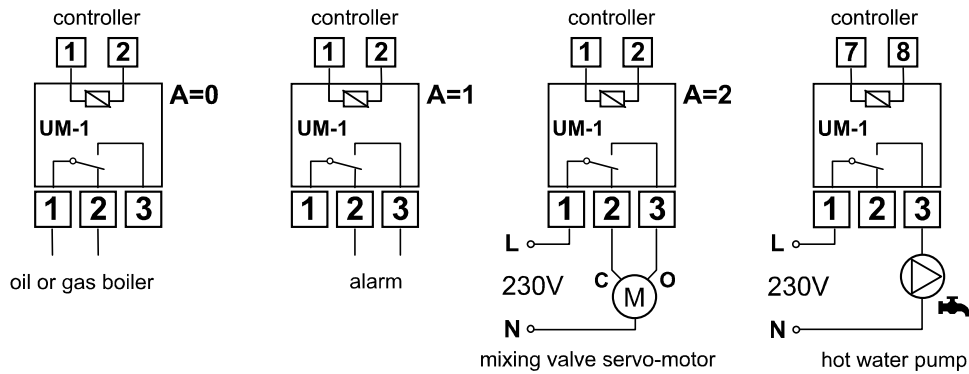 controller
1 2
A=0
UM-1
1 2 3
oil or gas boiler
controller
1 2
A=1
UM-1
1 2 3
alarm
controller
1 2
A=2
UM-1
1 2 3
L
230V
C M O
N
mixing valve servo-motor
controller
7 8
UM-1
1 2 3
L
230V
N
hot water pump